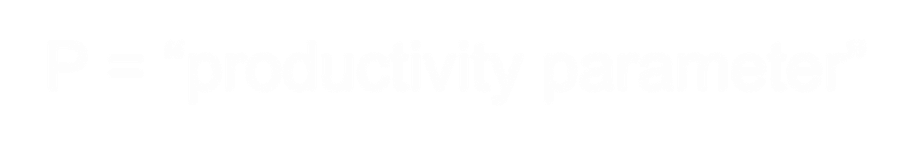 P = “productivity parameter”